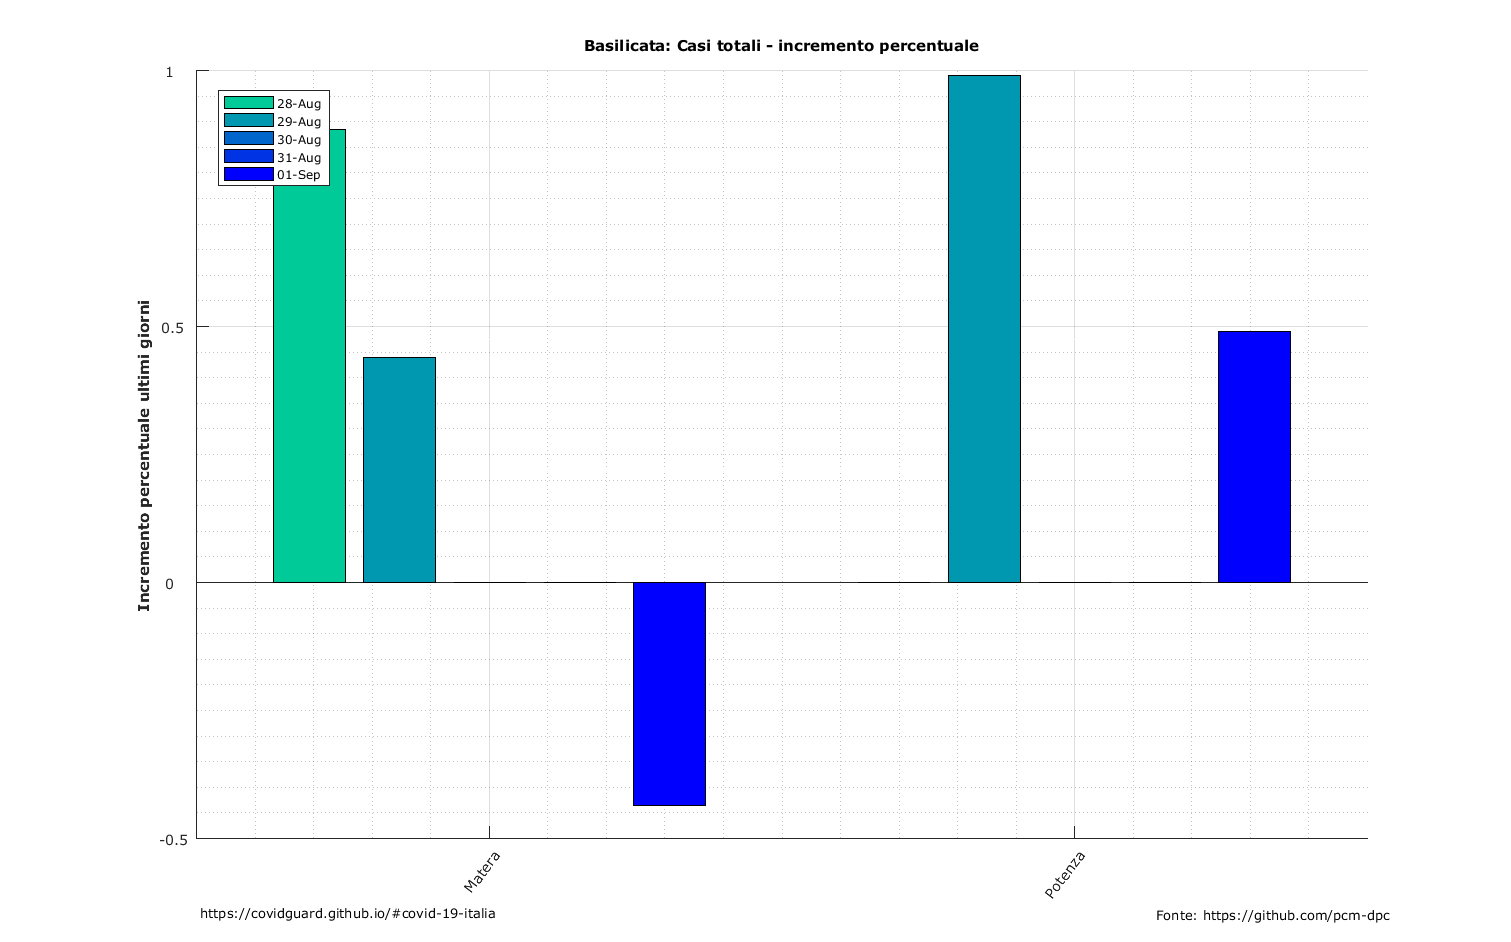 Basilicata: Casi totali - incremento percentuale
1
0.5
0
-0.5
Incremento percentuale ultimi giorni
28-Aug
29-Aug
30-Aug
31-Aug
01-Sep
Matera
Potenza
https://covidguard.github.io/#covid-19-italia
Fonte: https://github.com/pcm-dpc